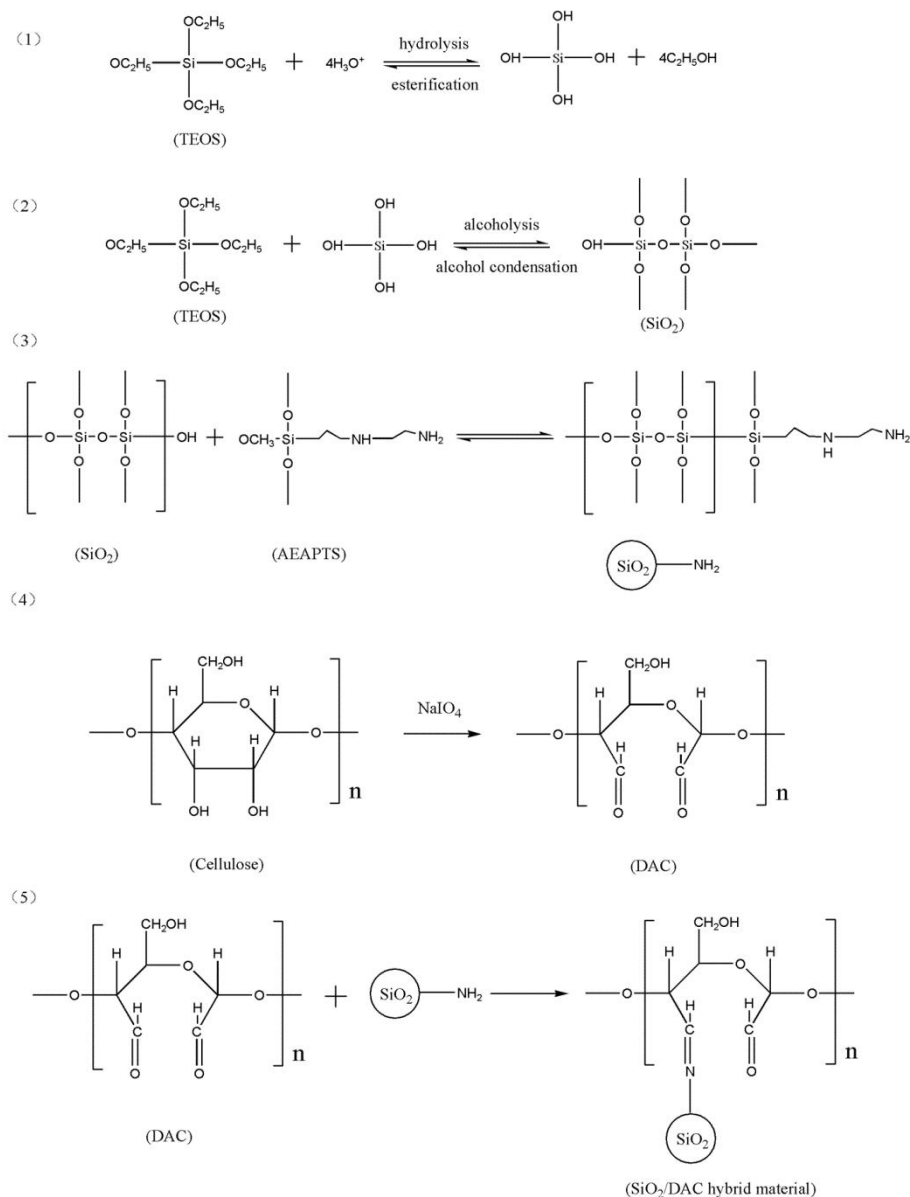 (1)
OC₂H₅
OC₂H₅ Si OC₂H₅ + 4H₃O⁺ hydrolysis esterification OH Si OH + 4C₂H₅OH
OH
OC₂H₅
OH
(TEOS)
(2)
OC₂H₅
OH
OC₂H₅ Si OC₂H₅ + OH Si OH alcoholysis alcohol condensation OH Si O Si O
O O
OC₂H₅
OH
O O
(TEOS)
(SiO₂)
(3)
O O
O
O O O
O Si O Si OH + OCH₃ Si NH NH₂
O Si O Si Si N H NH₂
O O
O
O O O
(SiO₂)
(AEAPTS)
SiO₂ NH₂
(4)
CH₂OH
CH₂OH
H O H
H O H
O H H O n
NaIO₄
O H C H C O n
OH OH
O O
(Cellulose)
(DAC)
(5)
CH₂OH
CH₂OH
H O H
H O H
O H C H C O n + SiO₂ NH₂
O H C H C O n
O O
N O
SiO₂
(DAC)
(SiO₂/DAC hybrid material)